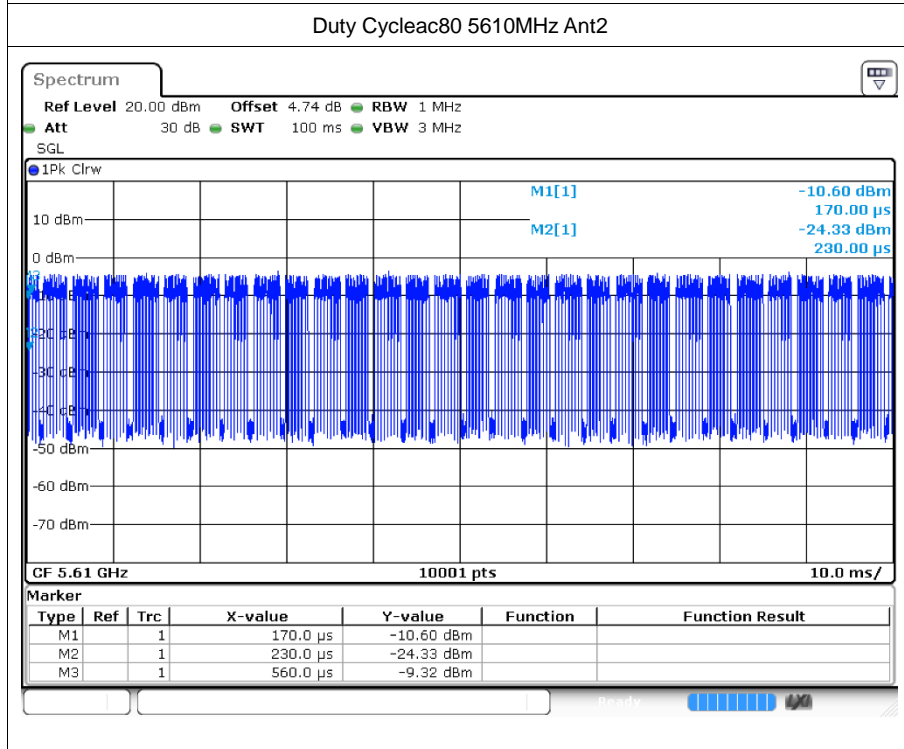 Duty Cycleac80 5610MHz Ant2
Spectrum
Ref Level 20.00 dBm Offset 4.74 dB RBW 1 MHz
Att 30 dB SWT 100 ms VBW 3 MHz
SGL
1Pk Clrw
M1[1] -10.60 dBm
170.00 µs
10 dBm
M2[1] -24.33 dBm
230.00 µs
0 dBm
-30 dBm
-40 dBm
-50 dBm
-60 dBm
-70 dBm
CF 5.61 GHz 10001 pts 10.0 ms/
Marker
Type Ref Trc X-value Y-value Function Function Result
M1 1 170.0 µs -10.60 dBm
M2 1 230.0 µs -24.33 dBm
M3 1 560.0 µs -9.32 dBm
Ready LXI